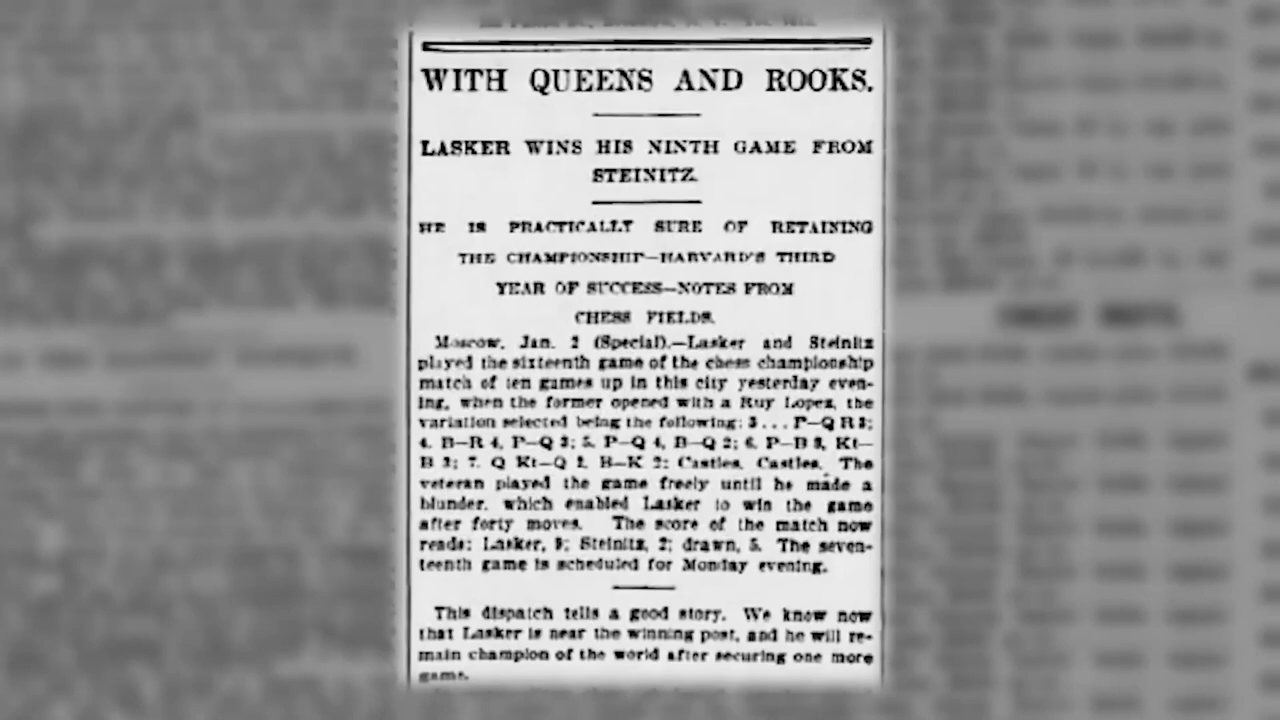 WITH QUEENS AND ROOKS.
LASKER WINS HIS NINTH GAME FROM
STEINITZ.
HE IS PRACTICALLY SURE OF RETAINING
THE CHAMPIONSHIP—HARVARD'S THIRD
YEAR OF SUCCESS—NOTES FROM
CHESS FIELDS.
Moscow, Jan. 2 (Special).—Lasker and Steinitz
played the sixteenth game of the chess championship
match of ten games up in this city yesterday even-
ing, when the former opened with a Ruy Lopez, the
variation selected being the following: 3... P—Q R 3;
4. B—R 4, P—Q 3; 5. P—Q 4, B—Q 2; 6. P—B 3, Kt—
B 3; 7. Q Kt—Q 2, B—K 2; Castles, Castles. The
veteran played the game freely until he made a
blunder, which enabled Lasker to win the game
after forty moves. The score of the match now
reads: Lasker, 9; Steinitz, 2; drawn, 5. The seven-
teenth game is scheduled for Monday evening.
This dispatch tells a good story. We know now
that Lasker is near the winning post, and he will re-
main champion of the world after securing one more
game.